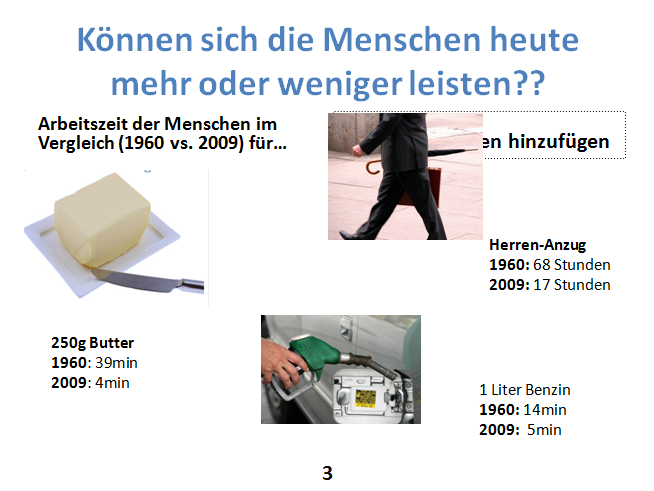 Können sich die Menschen heute
mehr oder weniger leisten??
Arbeitszeit der Menschen im
Vergleich (1960 vs. 2009) für…
hinzufügen
Herren-Anzug
1960: 68 Stunden
2009: 17 Stunden
250g Butter
1960: 39min
2009: 4min
1 Liter Benzin
1960: 14min
2009:  5min
3